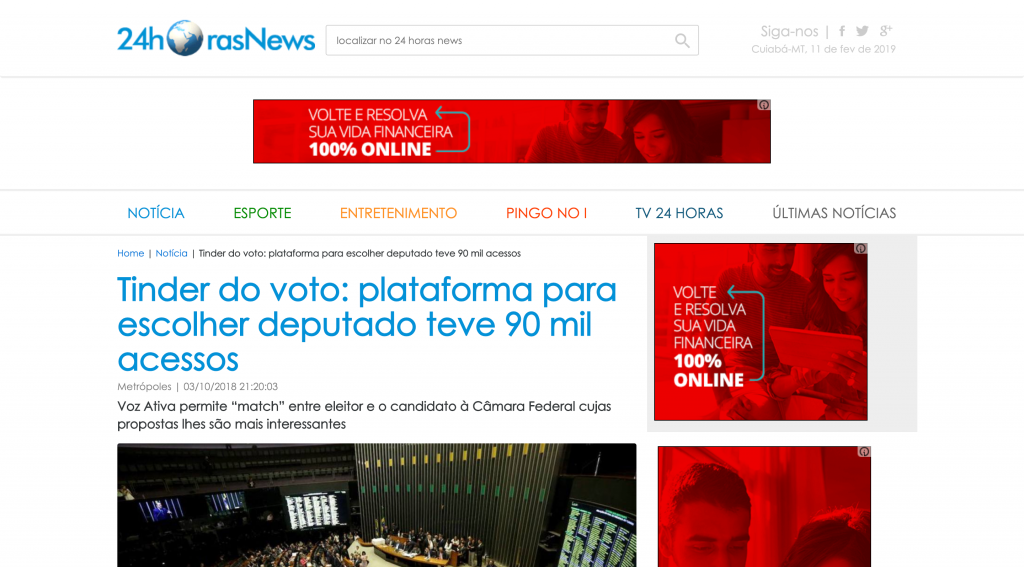 24horasNews
localizar no 24 horas news
Siga-nos |
Cuiabá-MT, 11 de fev de 2019
VOLTE E RESOLVA
SUA VIDA FINANCEIRA
100% ONLINE
NOTÍCIA ESPORTE ENTRETENIMENTO PINGO NO I TV 24 HORAS ÚLTIMAS NOTÍCIAS
Home | Notícia | Tinder do voto: plataforma para escolher deputado teve 90 mil acessos
Tinder do voto: plataforma para
escolher deputado teve 90 mil
acessos
Metrópoles | 03/10/2018 21:20:03
Voz Ativa permite “match” entre eleitor e o candidato à Câmara Federal cujas
propostas lhes são mais interessantes
VOLTE
E RESOLVA
SUA VIDA
FINANCEIRA
100%
ONLINE